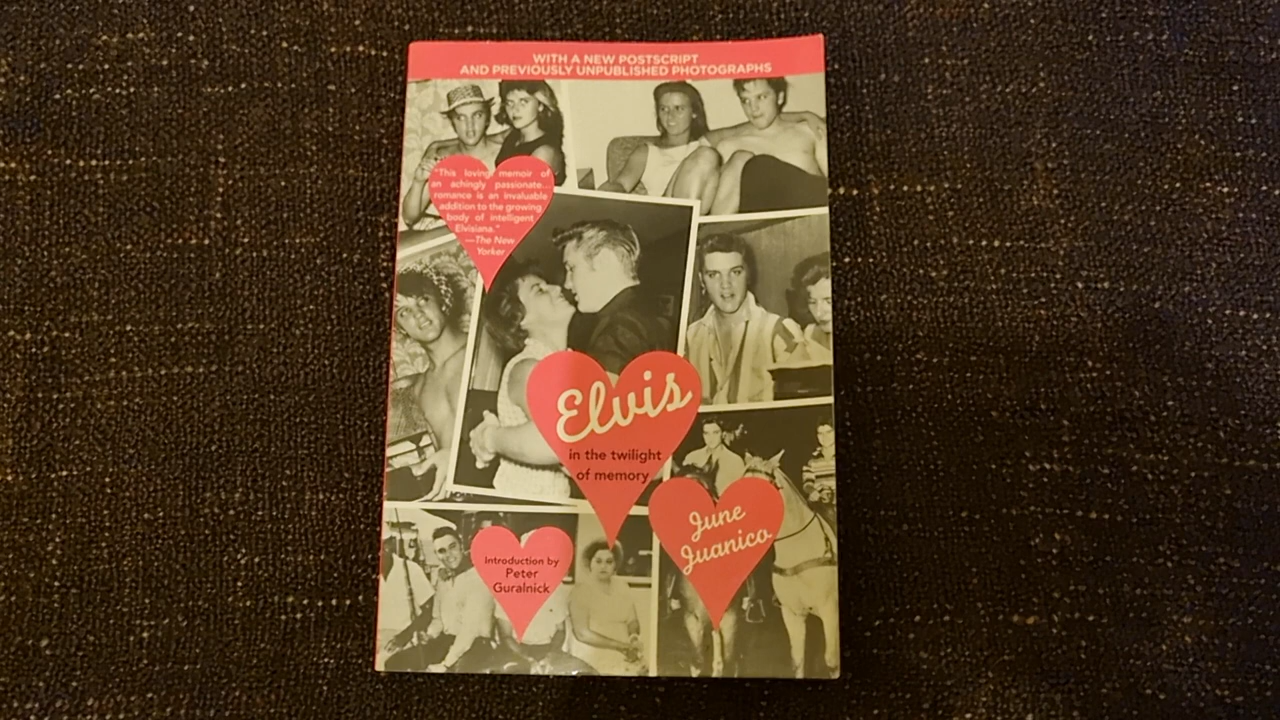 WITH A NEW POSTSCRIPT
AND PREVIOUSLY UNPUBLISHED PHOTOGRAPHS
"This loving memoir of
an achingly passionate...
romance is an invaluable
addition to the growing
body of intelligent
Elvisiana."
—The New
Yorker
Elvis
in the twilight
of memory
June
Juanico
Introduction by
Peter
Guralnick